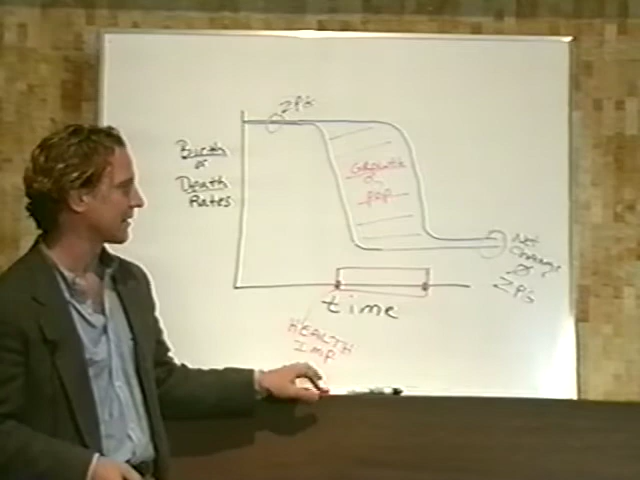 ZPG
Birth
or
Death
Rates
Growth
of
POP
Net
Change
of
ZPG
time
HEALTH
IMP